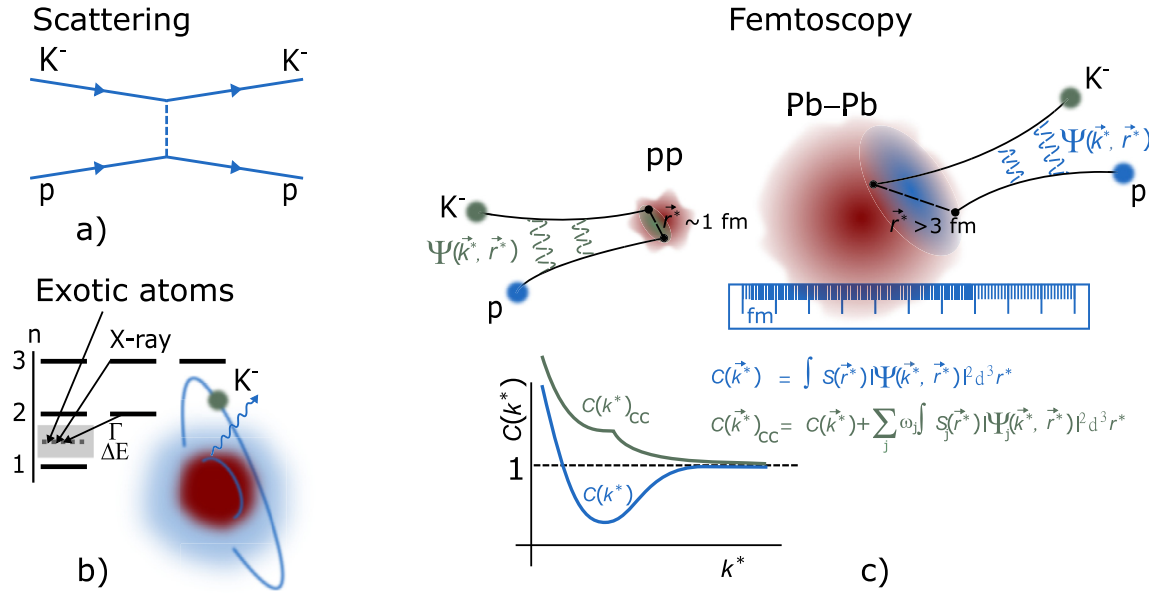 Scattering
K⁻ K⁻
p p
a)
Exotic atoms
n X-ray
3
K⁻
2
Γ
ΔE
1
b)
Femtoscopy
K⁻
Pb–Pb
Ψ(k⃗*, r⃗*)
pp
p
K⁻
r⃗* ~1 fm
r⃗* >3 fm
Ψ(k⃗*, r⃗*)
p
fm
C(k⃗*) = ∫ S(r⃗*)|Ψ(k⃗*, r⃗*)|² d³r*
C(k⃗*)cc = C(k⃗*) + ∑j ωj∫ Sj(r⃗*)|Ψj(k⃗*, r⃗*)|² d³r*
C(k*)
C(k*)cc
1
C(k*)
k*
c)